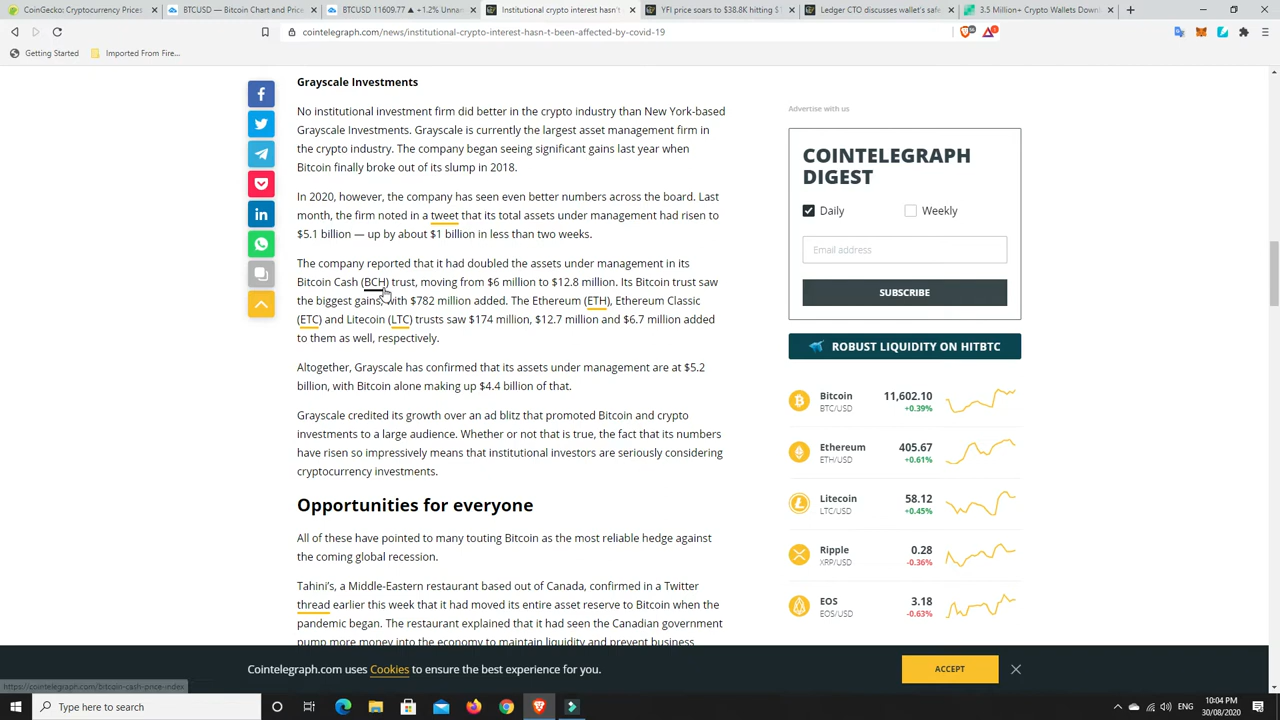 CoinGecko: Cryptocurrency Prices
BTCUSD — Bitcoin Chart and Price
BTCUSD 11609.77 ▲ +1.2% Unna
Institutional crypto interest hasn't
YFI price soars to $38.8K hitting $1
Ledger CTO discusses wallet's safe
3.5 Million+ Crypto Wallets Down
cointelegraph.com/news/institutional-crypto-interest-hasn-t-been-affected-by-covid-19
Getting Started
Imported From Fire...
Grayscale Investments
No institutional investment firm did better in the crypto industry than New York-based
Grayscale Investments. Grayscale is currently the largest asset management firm in
the crypto industry. The company began seeing significant gains last year when
Bitcoin finally broke out of its slump in 2018.
In 2020, however, the company has seen even better numbers across the board. Last
month, the firm noted in a tweet that its total assets under management had risen to
$5.1 billion — up by about $1 billion in less than two weeks.
The company reported that it had doubled the assets under management in its
Bitcoin Cash (BCH) trust, moving from $6 million to $12.8 million. Its Bitcoin trust saw
the biggest gains, with $782 million added. The Ethereum (ETH), Ethereum Classic
(ETC) and Litecoin (LTC) trusts saw $174 million, $12.7 million and $6.7 million added
to them as well, respectively.
Altogether, Grayscale has confirmed that its assets under management are at $5.2
billion, with Bitcoin alone making up $4.4 billion of that.
Grayscale credited its growth over an ad blitz that promoted Bitcoin and crypto
investments to a large audience. Whether or not that is true, the fact that its numbers
have risen so impressively means that institutional investors are seriously considering
cryptocurrency investments.
Opportunities for everyone
All of these have pointed to many touting Bitcoin as the most reliable hedge against
the coming global recession.
Tahini's, a Middle-Eastern restaurant based out of Canada, confirmed in a Twitter
thread earlier this week that it had moved its entire asset reserve to Bitcoin when the
pandemic began. The restaurant explained that it had seen the Canadian government
pump more money into the economy to maintain liquidity and prevent business
Advertise with us
COINTELEGRAPH
DIGEST
Daily
Weekly
Email address
SUBSCRIBE
ROBUST LIQUIDITY ON HITBTC
Bitcoin 11,602.10
BTC/USD +0.39%
Ethereum 405.67
ETH/USD +0.61%
Litecoin 58.12
LTC/USD +0.45%
Ripple 0.28
XRP/USD -0.36%
EOS 3.18
EOS/USD -0.63%
Cointelegraph.com uses Cookies to ensure the best experience for you.
ACCEPT
https://cointelegraph.com/bitcoin-cash-price-index
Type here to search
ENG
10:04 PM
30/08/2020